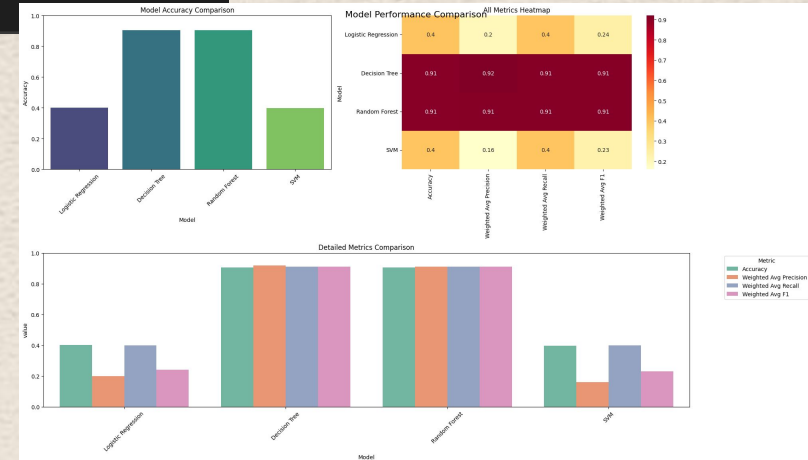 Model Performance Comparison
Model Accuracy Comparison
1.0
0.8
0.6
0.4
0.2
0.0
Accuracy
Logistic Regression
Decision Tree
Random Forest
SVM
Model
All Metrics Heatmap
Model
Logistic Regression 0.4 0.2 0.4 0.24
Decision Tree 0.91 0.92 0.91 0.91
Random Forest 0.91 0.91 0.91 0.91
SVM 0.4 0.16 0.4 0.23
Accuracy
Weighted Avg Precision
Weighted Avg Recall
Weighted Avg F1
0.9
0.8
0.7
0.6
0.5
0.4
0.3
0.2
Detailed Metrics Comparison
1.0
0.8
0.6
0.4
0.2
0.0
value
Logistic Regression
Decision Tree
Random Forest
SVM
Model
Metric
Accuracy
Weighted Avg Precision
Weighted Avg Recall
Weighted Avg F1